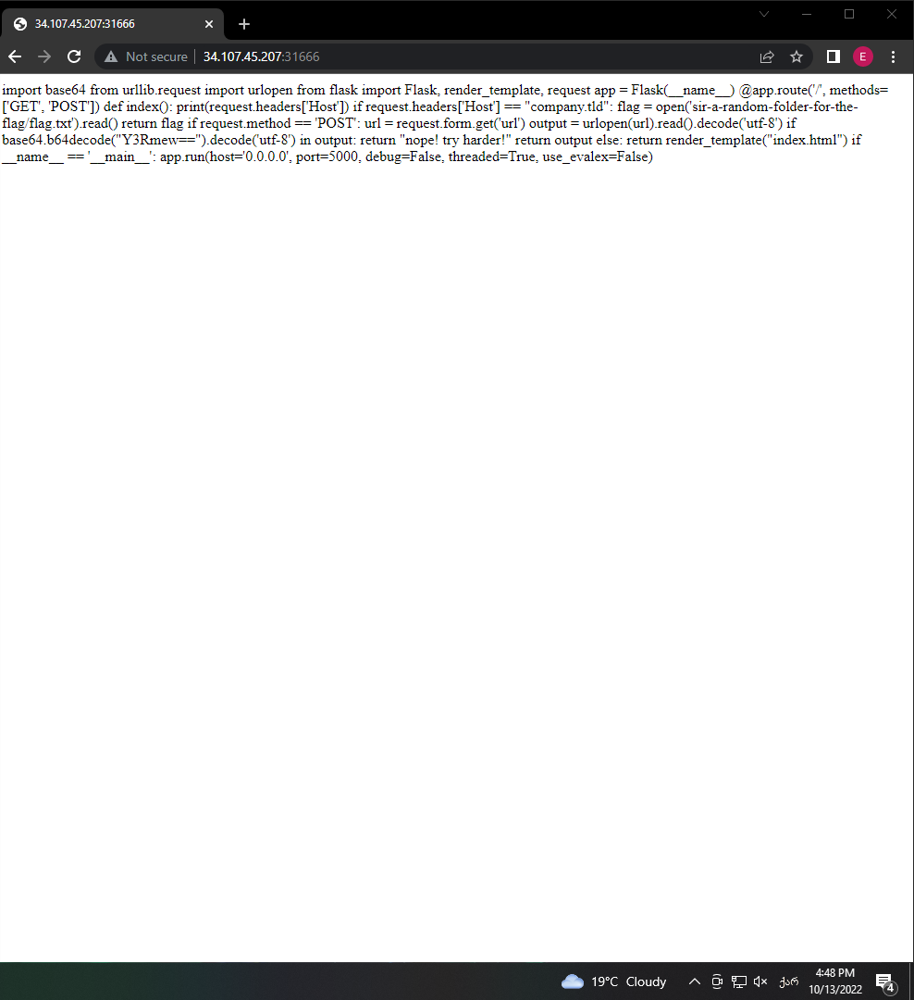 34.107.45.207:31666
Not secure 34.107.45.207:31666
E
import base64 from urllib.request import urlopen from flask import Flask, render_template, request app = Flask(__name__) @app.route('/', methods=
['GET', 'POST']) def index(): print(request.headers['Host']) if request.headers['Host'] == "company.tld": flag = open('sir-a-random-folder-for-the-
flag/flag.txt').read() return flag if request.method == 'POST': url = request.form.get('url') output = urlopen(url).read().decode('utf-8') if
base64.b64decode("Y3Rmew==").decode('utf-8') in output: return "nope! try harder!" return output else: return render_template("index.html") if
__name__ == '__main__': app.run(host='0.0.0.0', port=5000, debug=False, threaded=True, use_evalex=False)
19°C Cloudy
ქარ
4:48 PM
10/13/2022
4